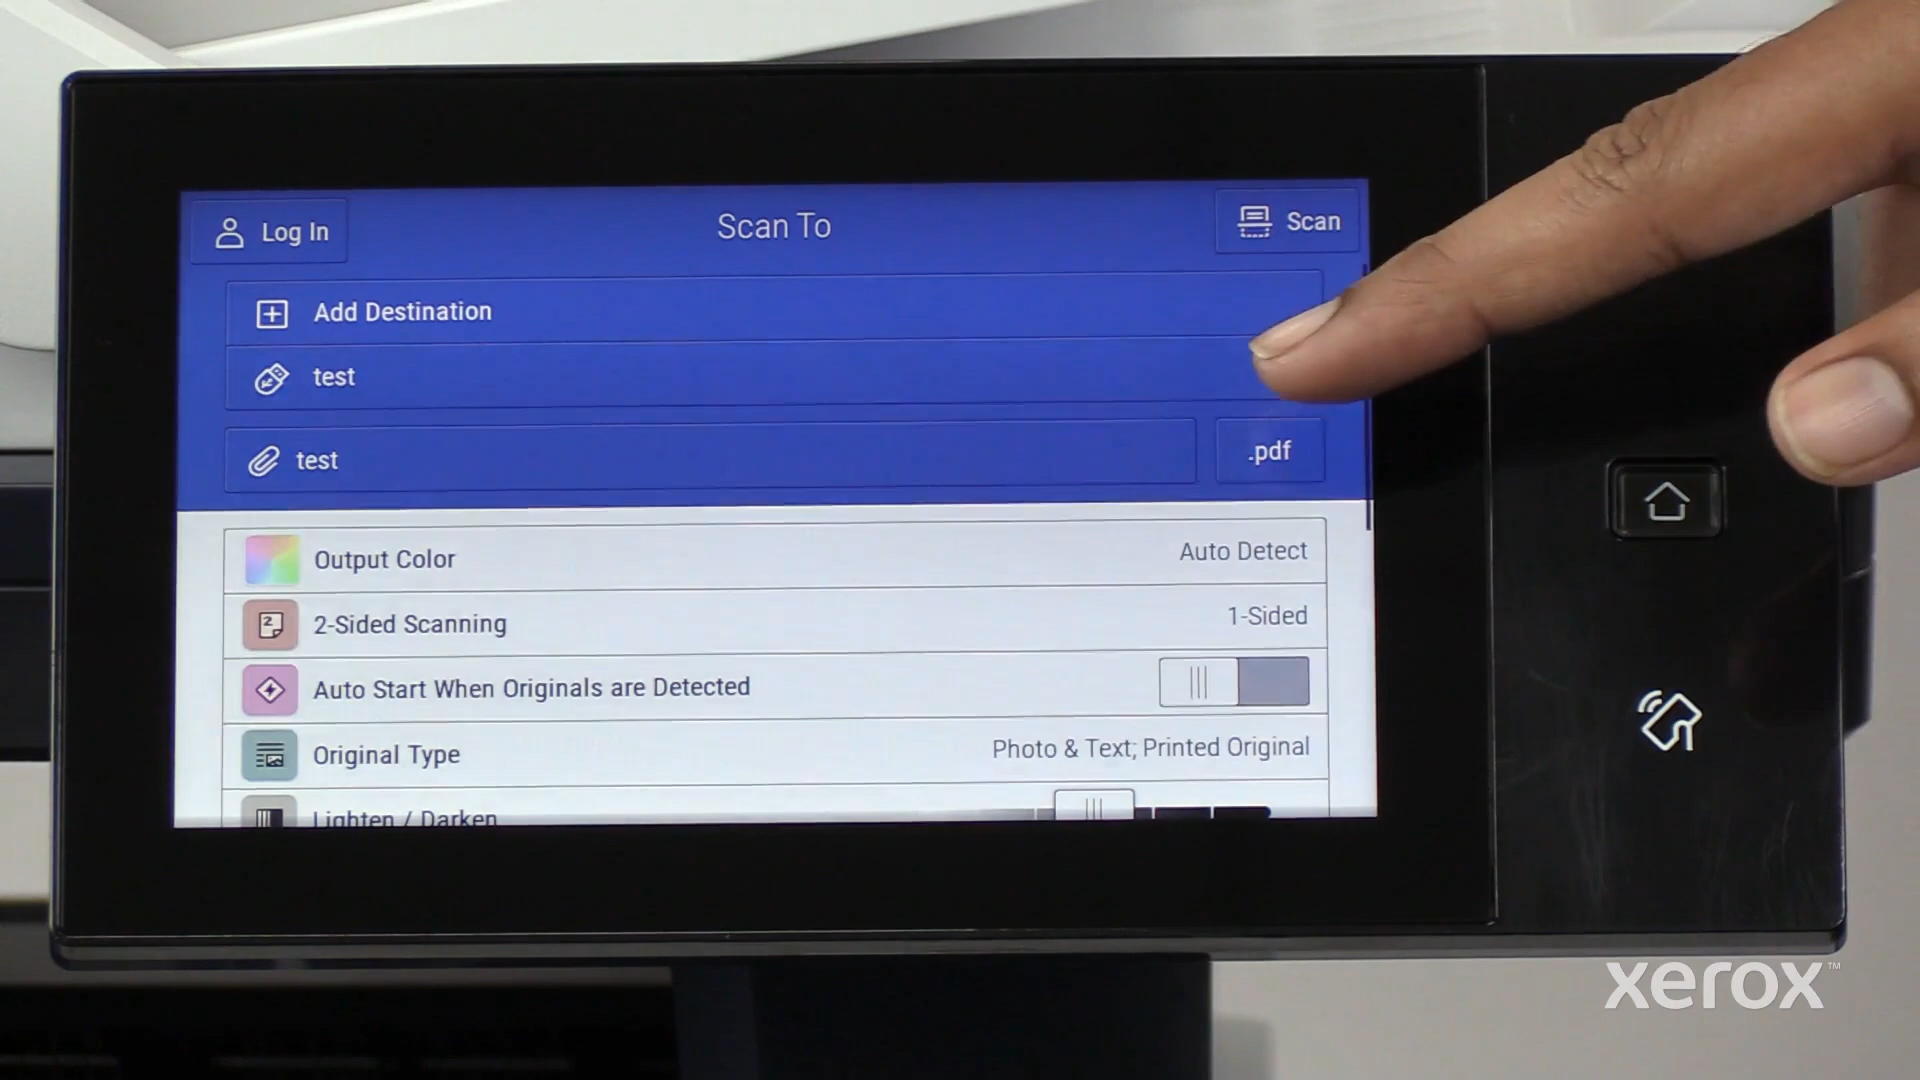 Log In
Scan To
Scan
Add Destination
test
test
.pdf
Output Color
Auto Detect
2-Sided Scanning
1-Sided
Auto Start When Originals are Detected
Original Type
Photo & Text; Printed Original
Lighten / Darken
xerox™